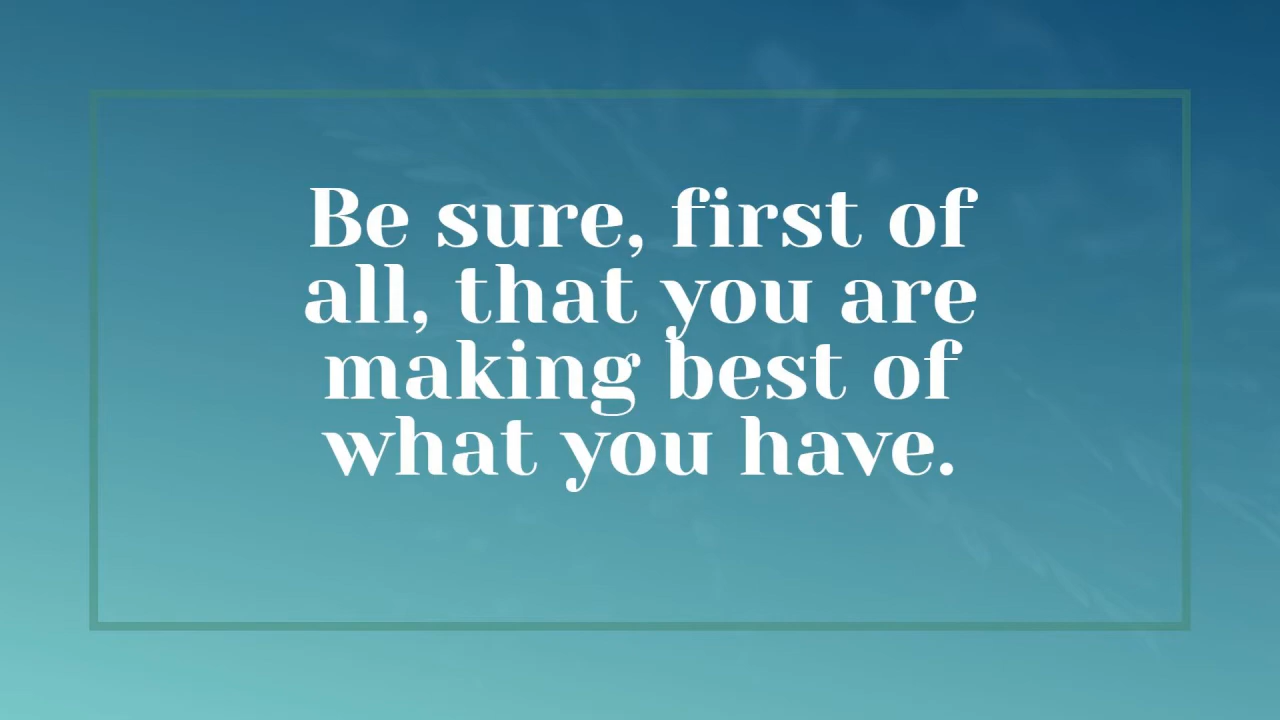 Be sure, first of
all, that you are
making best of
what you have.